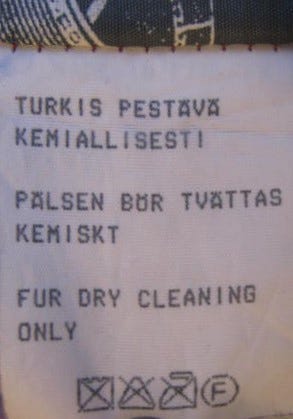 TURKIS PESTÄVÄ
KEMIALLISESTI
PÄLSEN BÖR TVÄTTAS
KEMISKT
FUR DRY CLEANING
ONLY
F